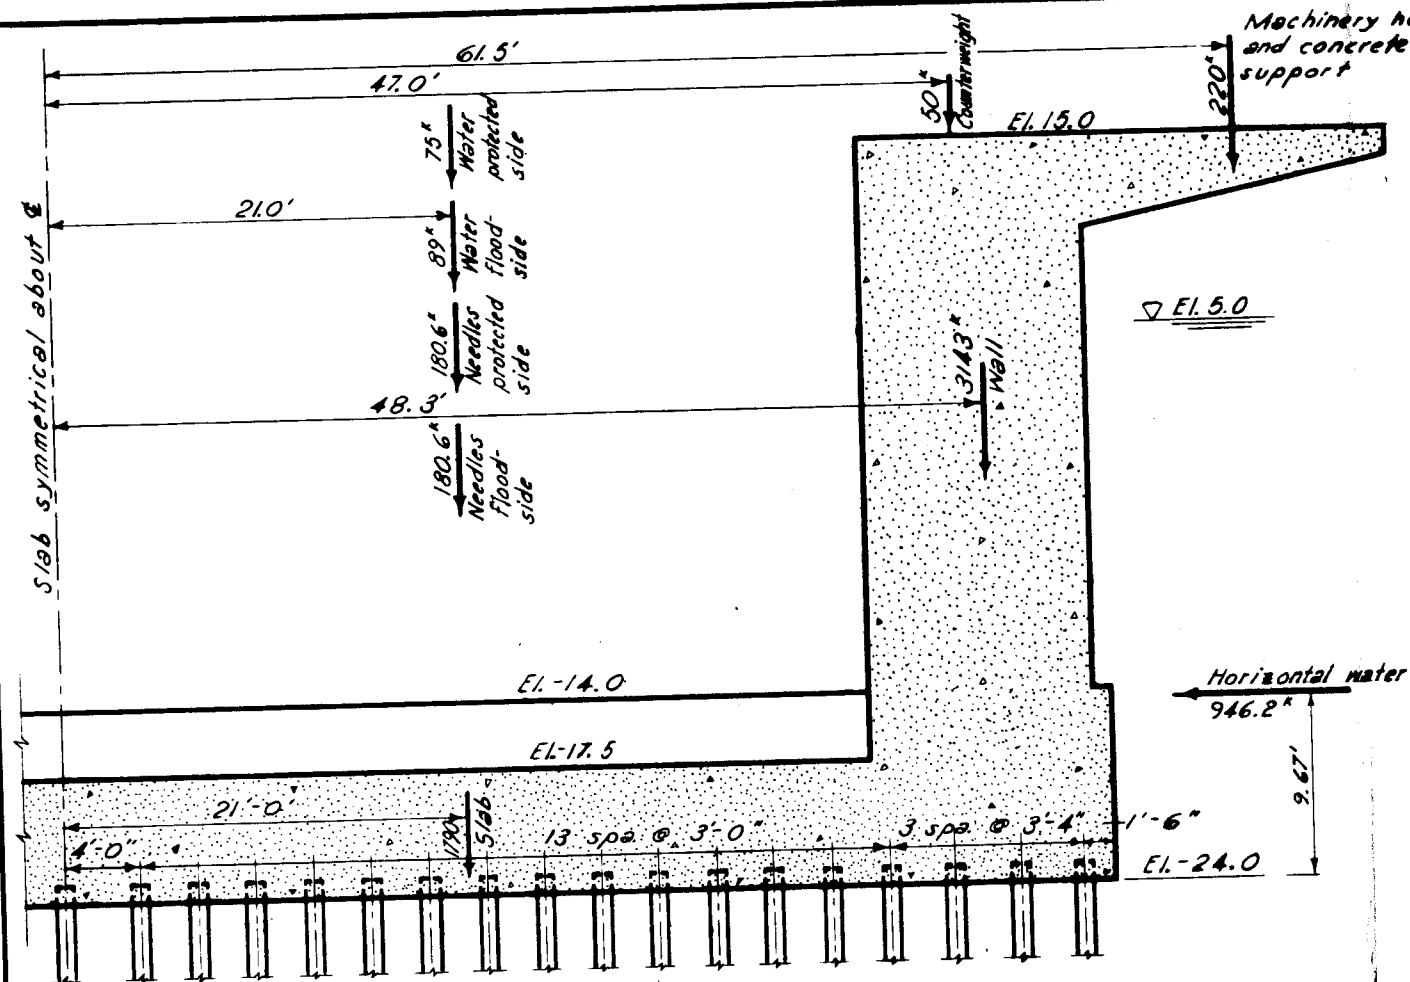 61.5'
47.0'
Counterweight
50ᴷ
220ᴷ
Machinery
and concrete
support
75ᴷ
Water
protected
side
El. 15.0
21.0'
89ᴷ
Water
flood-
side
Slab symmetrical about ℄
180.6ᴷ
Needles
protected
side
El. 5.0
3143ᴷ
Wall
48.3'
180.6ᴷ
Needles
flood-
side
El.-14.0
Horizontal water
946.2ᴷ
El.-17.5
9.67'
21'-0"
1790ᴷ
Slab
4'-0"
13 spa. @ 3'-0"
3 spa. @ 3'-4"
1'-6"
El.-24.0